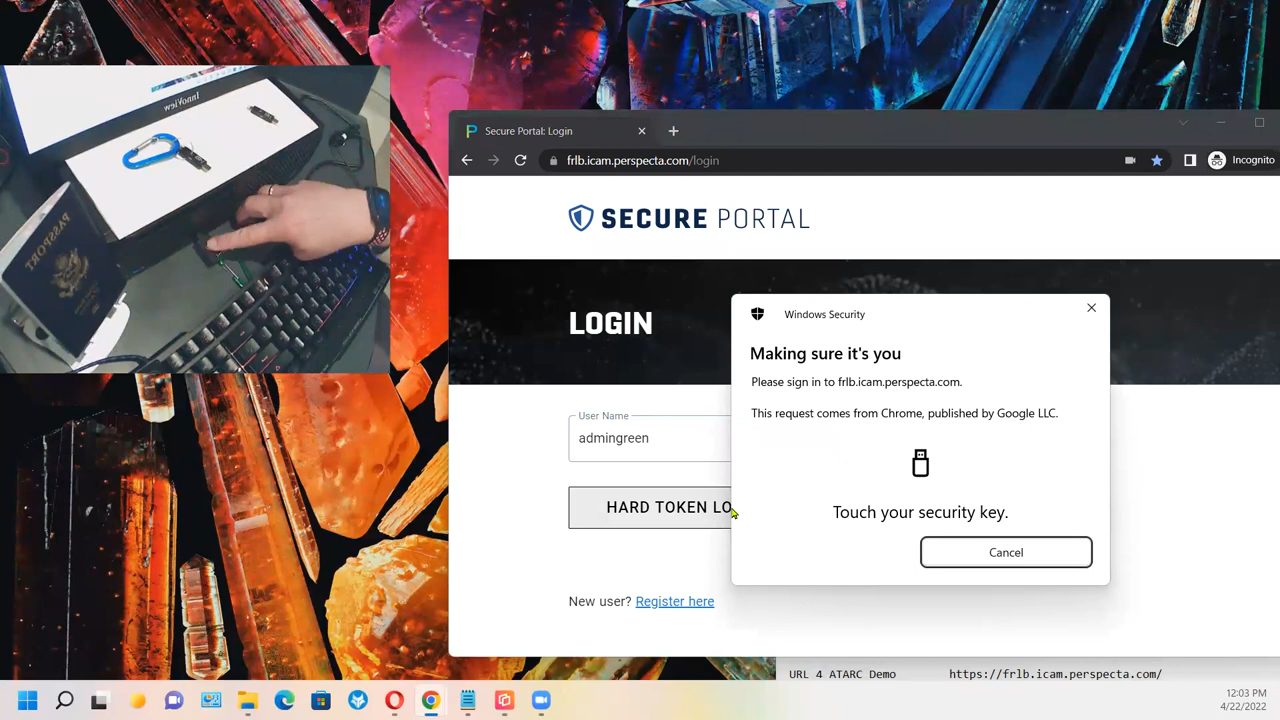 InnoView
PASSPORT
Secure Portal: Login
frlb.icam.perspecta.com/login
Incognito
SECURE PORTAL
LOGIN
User Name
admingreen
HARD TOKEN LO
New user? Register here
Windows Security
Making sure it's you
Please sign in to frlb.icam.perspecta.com.
This request comes from Chrome, published by Google LLC.
Touch your security key.
Cancel
URL 4 ATARC Demo https://frlb.icam.perspecta.com/
12:03 PM
4/22/2022